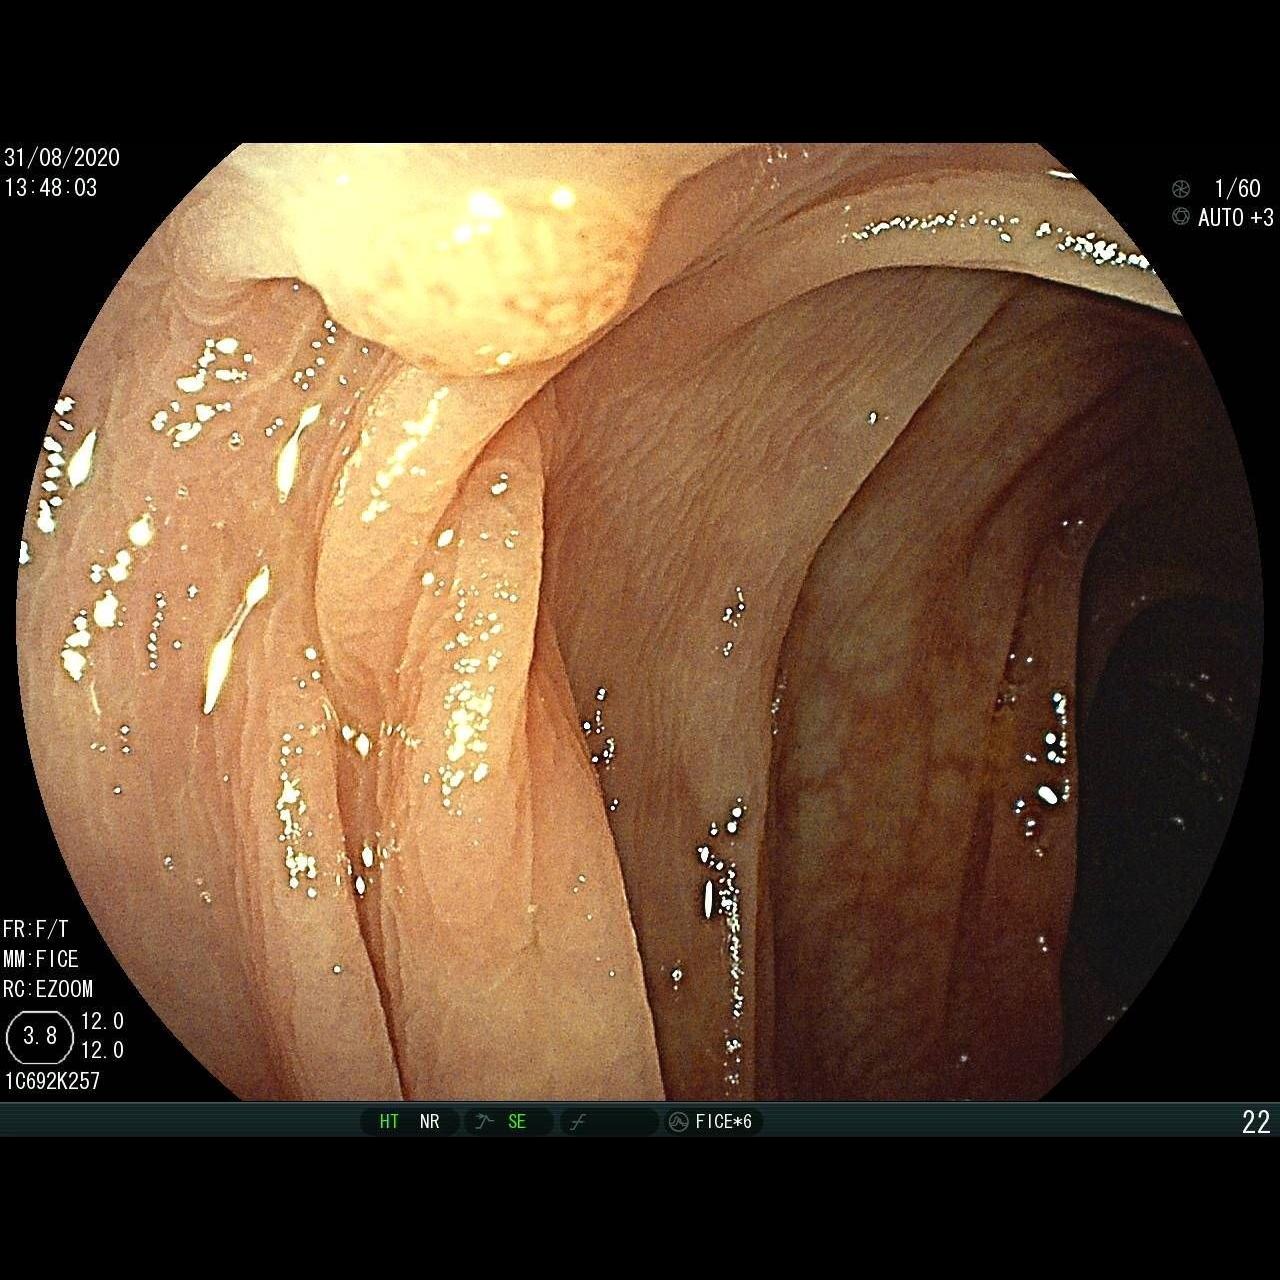 31/08/2020
13:48:03
1/60
AUTO +3
FR:F/T
MM:FICE
RC:EZOOM
3.8
12.0
12.0
1C692K257
HT NR SE FICE*6
22